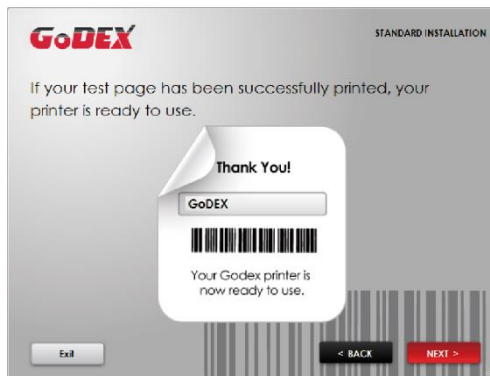 GoDEX
STANDARD INSTALLATION
If your test page has been successfully printed, your
printer is ready to use.
Thank You!
GoDEX
Your Godex printer is
now ready to use.
Exit
< BACK
NEXT >